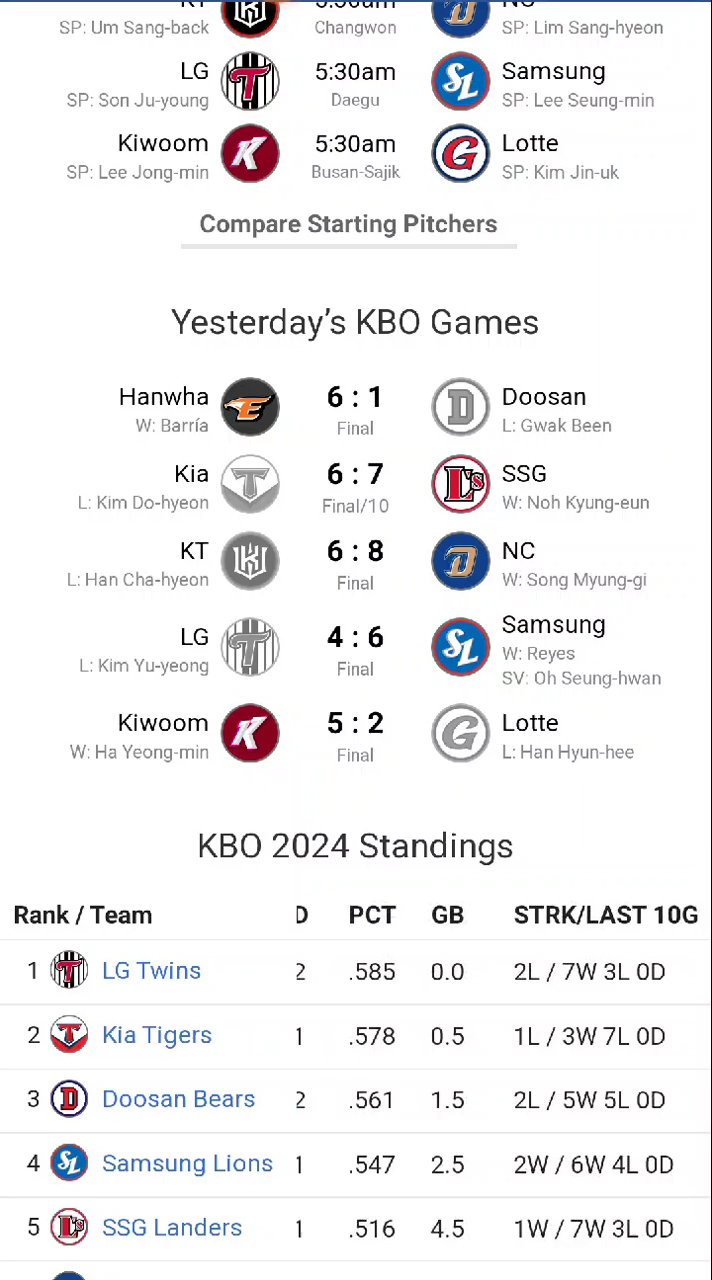 KT 5:30am NC
SP: Um Sang-back Changwon SP: Lim Sang-hyeon
LG 5:30am Samsung
SP: Son Ju-young Daegu SP: Lee Seung-min
Kiwoom 5:30am Lotte
SP: Lee Jong-min Busan-Sajik SP: Kim Jin-uk
Compare Starting Pitchers
Yesterday’s KBO Games
Hanwha 6 : 1 Doosan
W: Barría Final L: Gwak Been
Kia 6 : 7 SSG
L: Kim Do-hyeon Final/10 W: Noh Kyung-eun
KT 6 : 8 NC
L: Han Cha-hyeon Final W: Song Myung-gi
LG 4 : 6 Samsung
L: Kim Yu-yeong Final W: Reyes
SV: Oh Seung-hwan
Kiwoom 5 : 2 Lotte
W: Ha Yeong-min Final L: Han Hyun-hee
KBO 2024 Standings
Rank / Team D PCT GB STRK/LAST 10G
1 LG Twins 2 .585 0.0 2L / 7W 3L 0D
2 Kia Tigers 1 .578 0.5 1L / 3W 7L 0D
3 Doosan Bears 2 .561 1.5 2L / 5W 5L 0D
4 Samsung Lions 1 .547 2.5 2W / 6W 4L 0D
5 SSG Landers 1 .516 4.5 1W / 7W 3L 0D